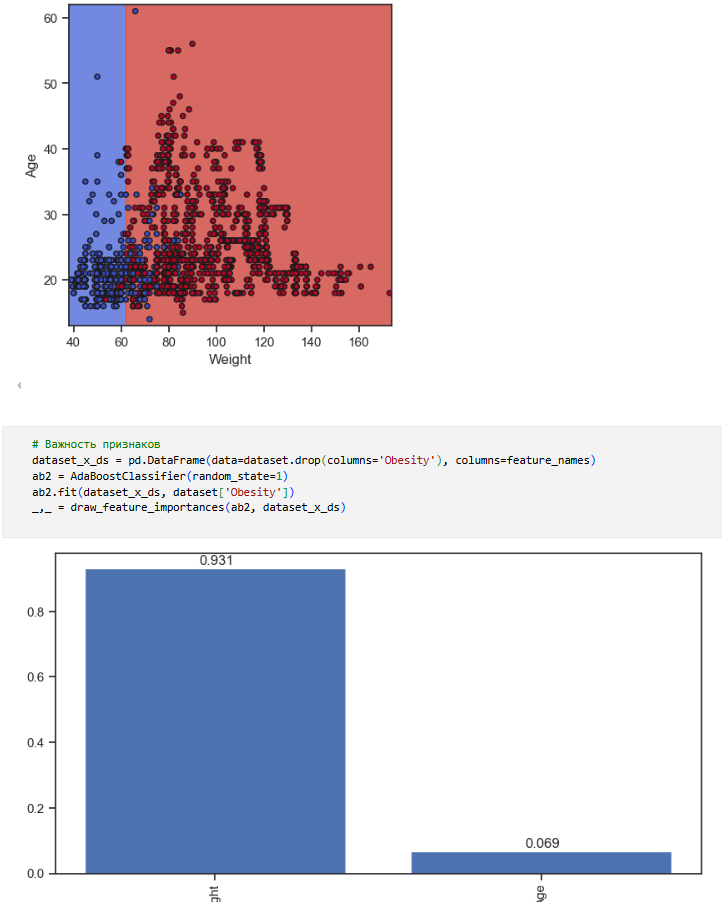 60
50
40
30
20
Age
40 60 80 100 120 140 160
Weight
# Важность признаков
dataset_x_ds = pd.DataFrame(data=dataset.drop(columns='Obesity'), columns=feature_names)
ab2 = AdaBoostClassifier(random_state=1)
ab2.fit(dataset_x_ds, dataset['Obesity'])
_,_ = draw_feature_importances(ab2, dataset_x_ds)
0.931
0.8
0.6
0.4
0.2
0.069
0.0